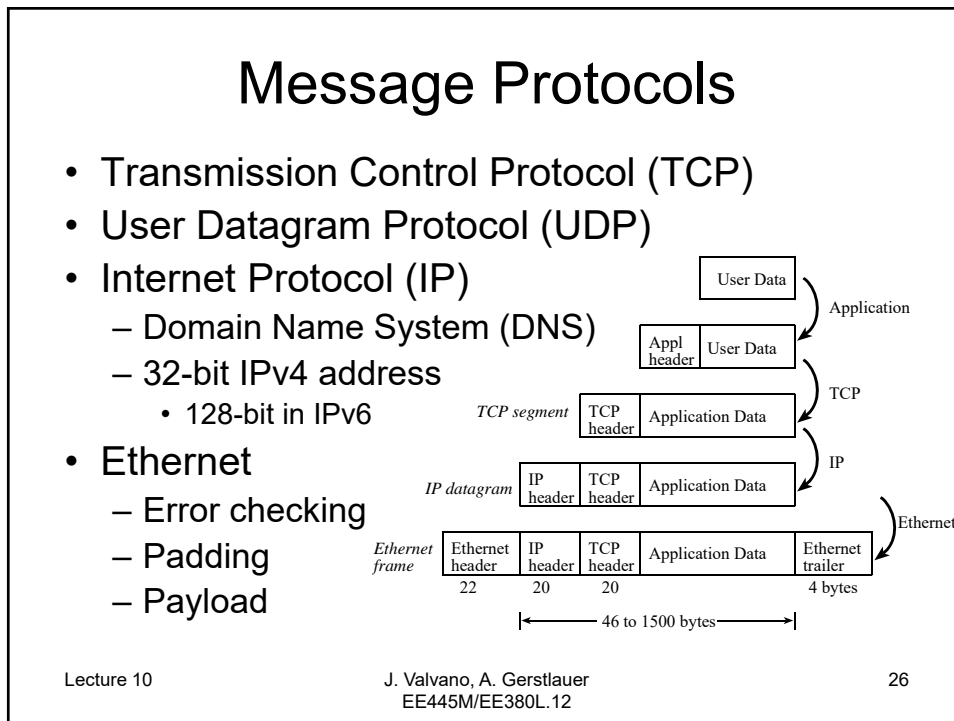 Message Protocols
• Transmission Control Protocol (TCP)
• User Datagram Protocol (UDP)
• Internet Protocol (IP)
– Domain Name System (DNS)
– 32-bit IPv4 address
• 128-bit in IPv6
• Ethernet
– Error checking
– Padding
– Payload
User Data
Application
Appl
header
User Data
TCP
TCP segment
TCP
header
Application Data
IP
IP datagram
IP
header
TCP
header
Application Data
Ethernet
Ethernet
frame
Ethernet
header
IP
header
TCP
header
Application Data
Ethernet
trailer
22
20
20
4 bytes
46 to 1500 bytes
Lecture 10
J. Valvano, A. Gerstlauer
EE445M/EE380L.12
26